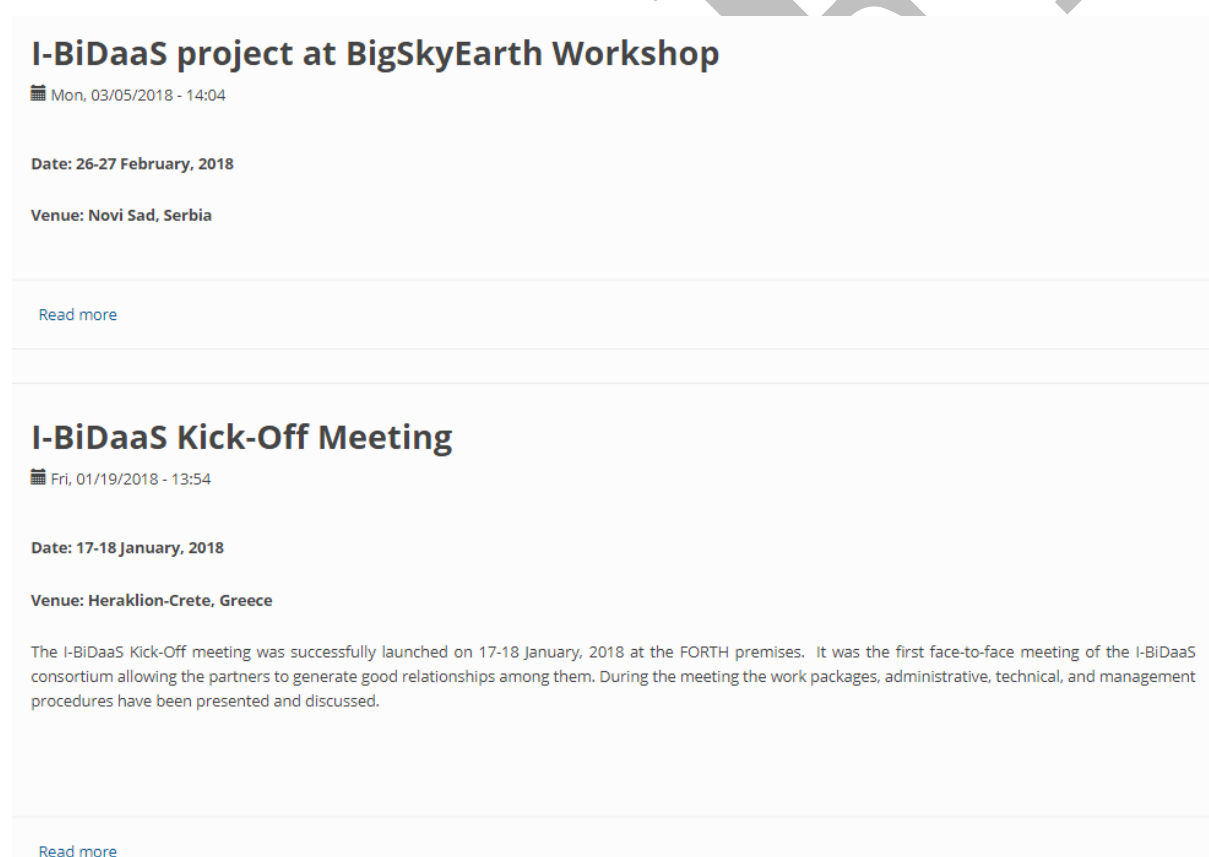 I-BiDaaS project at BigSkyEarth Workshop
Mon, 03/05/2018 - 14:04
Date: 26-27 February, 2018
Venue: Novi Sad, Serbia
Read more
I-BiDaaS Kick-Off Meeting
Fri, 01/19/2018 - 13:54
Date: 17-18 January, 2018
Venue: Heraklion-Crete, Greece
The I-BiDaaS Kick-Off meeting was successfully launched on 17-18 January, 2018 at the FORTH premises. It was the first face-to-face meeting of the I-BiDaaS
consortium allowing the partners to generate good relationships among them. During the meeting the work packages, administrative, technical, and management
procedures have been presented and discussed.
Read more